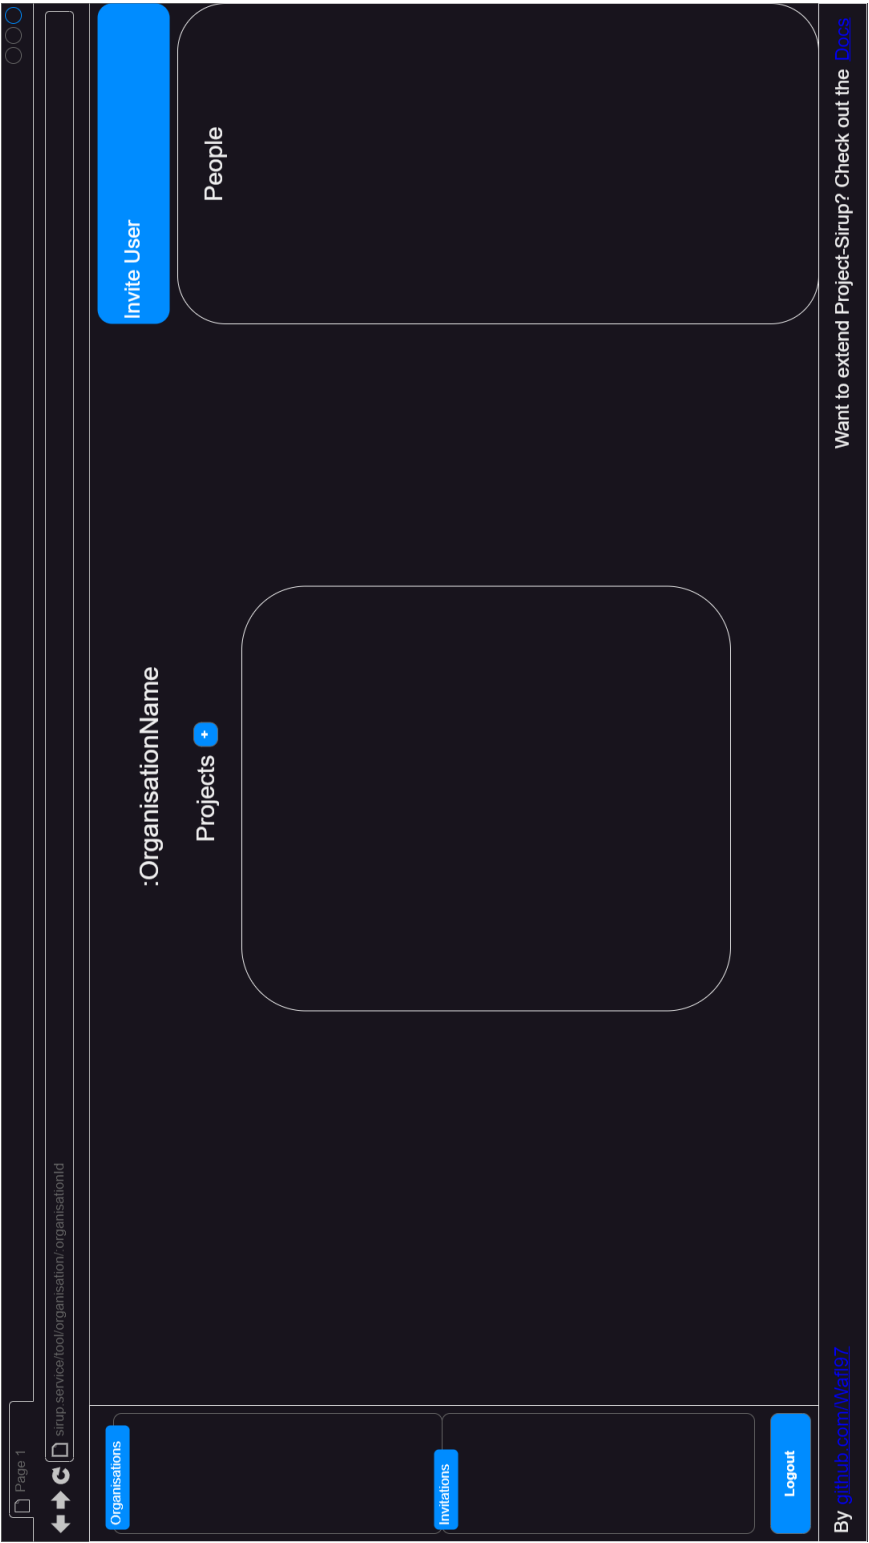 Page 1
sirup.service/tool/organisation/:organisationId
Organisations
Invitations
Logout
:OrganisationName
Projects +
Invite User
People
By github.com/Wafl97
Want to extend Project-Sirup? Check out the Docs